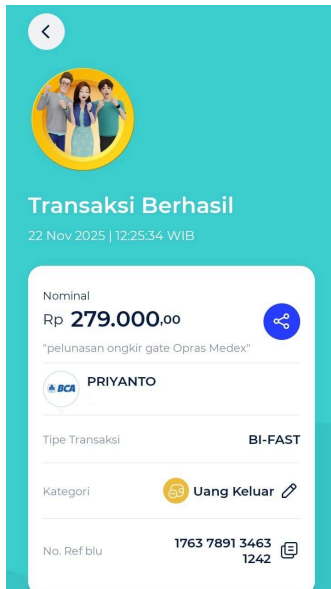 Transaksi Berhasil
22 Nov 2025 | 12:25:34 WIB
Nominal
Rp 279.000,00
"pelunasan ongkir gate Opras Medex"
BCA PRIYANTO
Tipe Transaksi BI-FAST
Kategori Uang Keluar
No. Ref blu 1763 7891 3463
1242